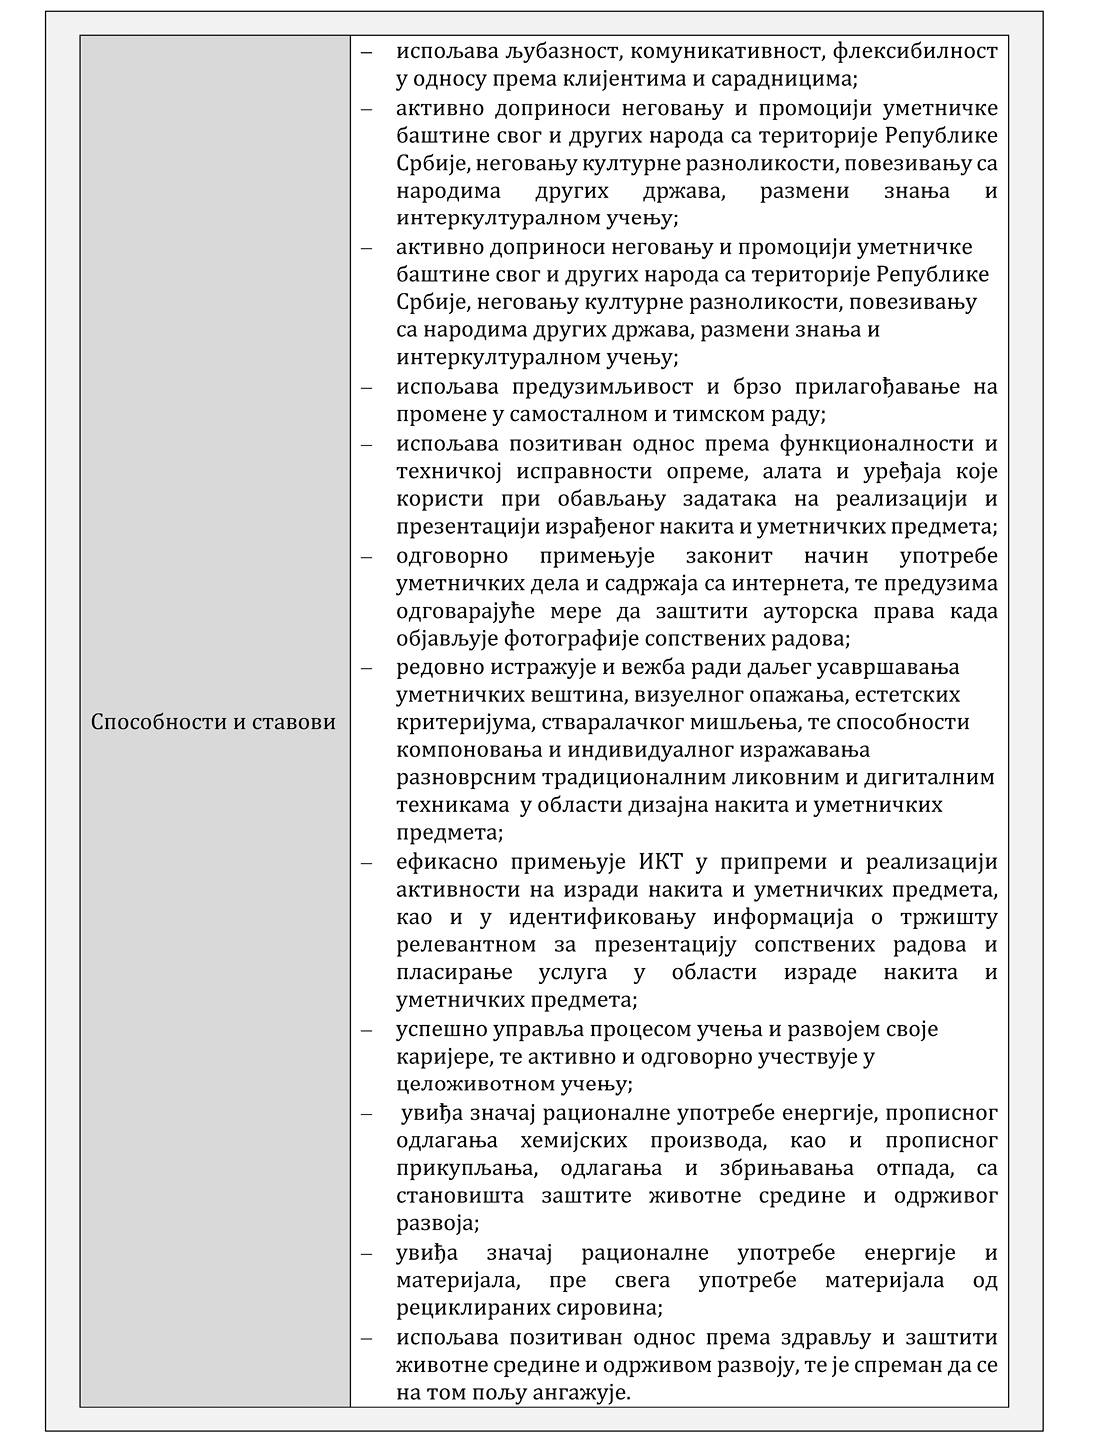 Способности и ставови
– испољава љубазност, комуникативност, флексибилност
у односу према клијентима и сарадницима;
– активно доприноси неговању и промоцији уметничке
баштине свог и других народа са територије Републике
Србије, неговању културне разноликости, повезивању са
народима других држава, размени знања и
интеркултуралном учењу;
– активно доприноси неговању и промоцији уметничке
баштине свог и других народа са територије Републике
Србије, неговању културне разноликости, повезивању
са народима других држава, размени знања и
интеркултуралном учењу;
– испољава предузимљивост и брзо прилагођавање на
промене у самосталном и тимском раду;
– испољава позитиван однос према функционалности и
техничкој исправности опреме, алата и уређаја које
користи при обављању задатака на реализацији и
презентацији израђеног накита и уметничких предмета;
– одговорно примењује законит начин употребе
уметничких дела и садржаја са интернета, те предузима
одговарајуће мере да заштити ауторска права када
објављује фотографије сопствених радова;
– редовно истражује и вежба ради даљег усавршавања
уметничких вештина, визуелног опажања, естетских
критеријума, стваралачког мишљења, те способности
компоновања и индивидуалног изражавања
разноврсним традиционалним ликовним и дигиталним
техникама у области дизајна накита и уметничких
предмета;
– ефикасно примењује ИКТ у припреми и реализацији
активности на изради накита и уметничких предмета,
као и у идентификовању информација о тржишту
релевантном за презентацију сопствених радова и
пласирање услуга у области израде накита и
уметничких предмета;
– успешно управља процесом учења и развојем своје
каријере, те активно и одговорно учествује у
целоживотном учењу;
– увиђа значај рационалне употребе енергије, прописног
одлагања хемијских производа, као и прописног
прикупљања, одлагања и збрињавања отпада, са
становишта заштите животне средине и одрживог
развоја;
– увиђа значај рационалне употребе енергије и
материјала, пре свега употребе материјала од
рециклираних сировина;
– испољава позитиван однос према здрављу и заштити
животне средине и одрживом развоју, те је спреман да се
на том пољу ангажује.